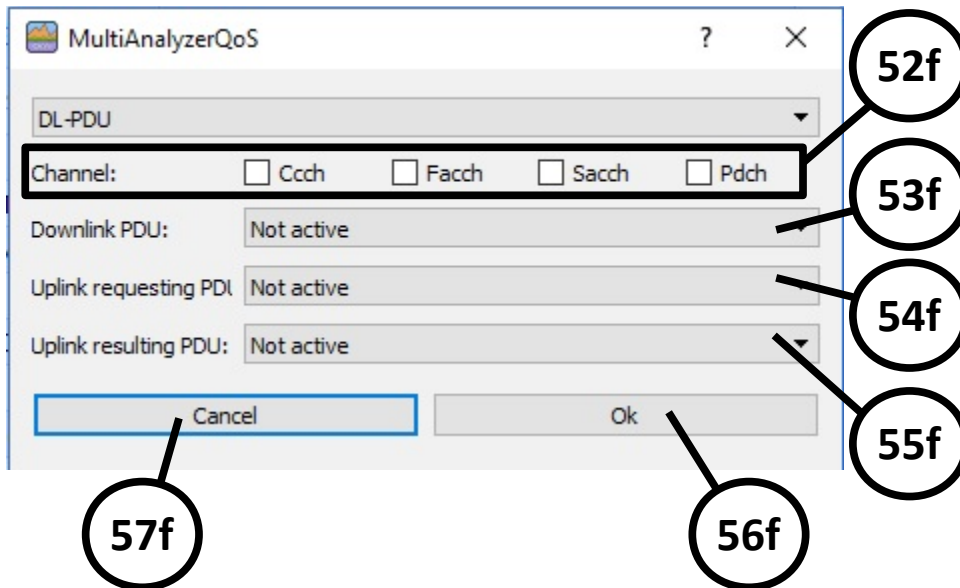 MultiAnalyzerQoS ? ×
52f
DL-PDU
Channel: Ccch Facch Sacch Pdch
53f
Downlink PDU: Not active
Uplink requesting PDU Not active
54f
Uplink resulting PDU: Not active
Cancel Ok
55f
57f 56f